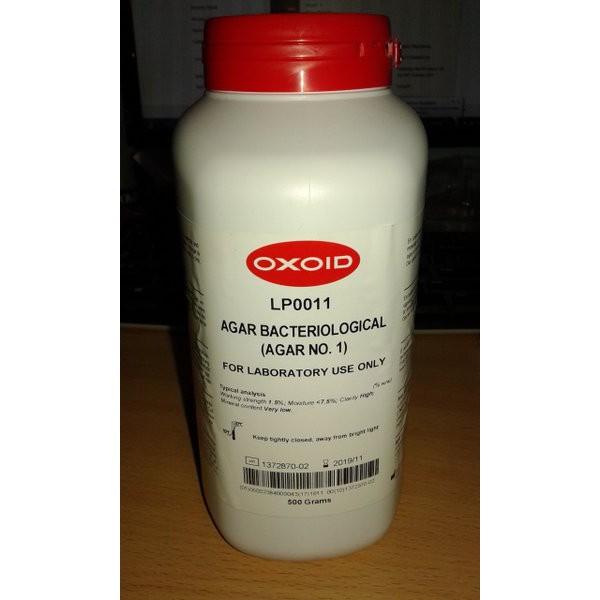 OXOID
LP0011
AGAR BACTERIOLOGICAL
(AGAR NO. 1)
FOR LABORATORY USE ONLY
Typical analysis (% w/w)
Working strength 1.5%; Moisture <7.5%; Clarity High;
Mineral content Very low.
Keep tightly closed, away from bright light
LOT 1372870-02 2019/11
500 Grams